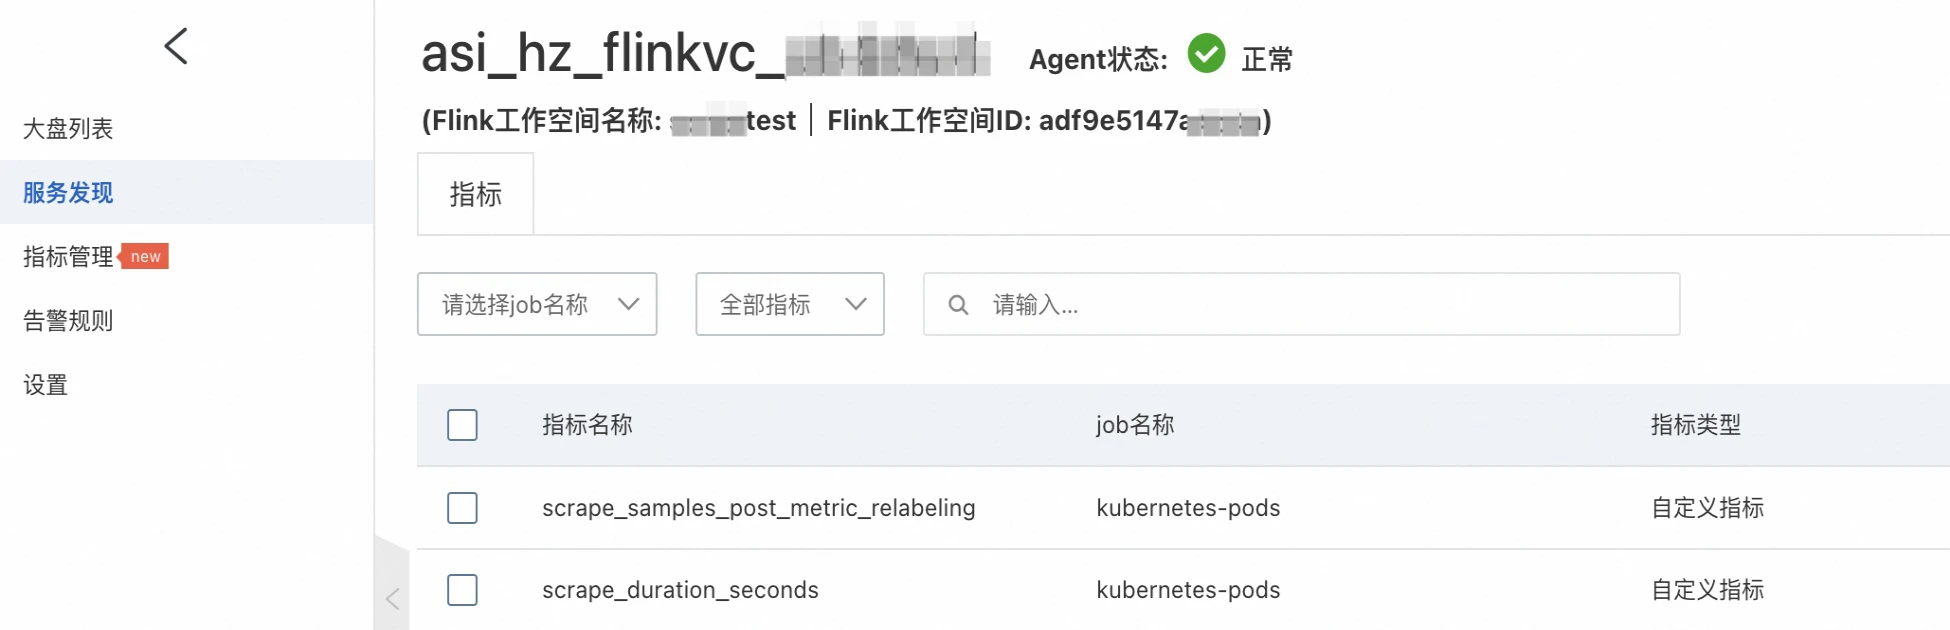 asi_hz_flinkvc_
Agent状态: 正常
(Flink工作空间名称: test | Flink工作空间ID: adf9e5147a )
大盘列表
服务发现
指标管理 new
告警规则
设置
指标
请选择job名称 全部指标 请输入...
指标名称 job名称 指标类型
scrape_samples_post_metric_relabeling kubernetes-pods 自定义指标
scrape_duration_seconds kubernetes-pods 自定义指标